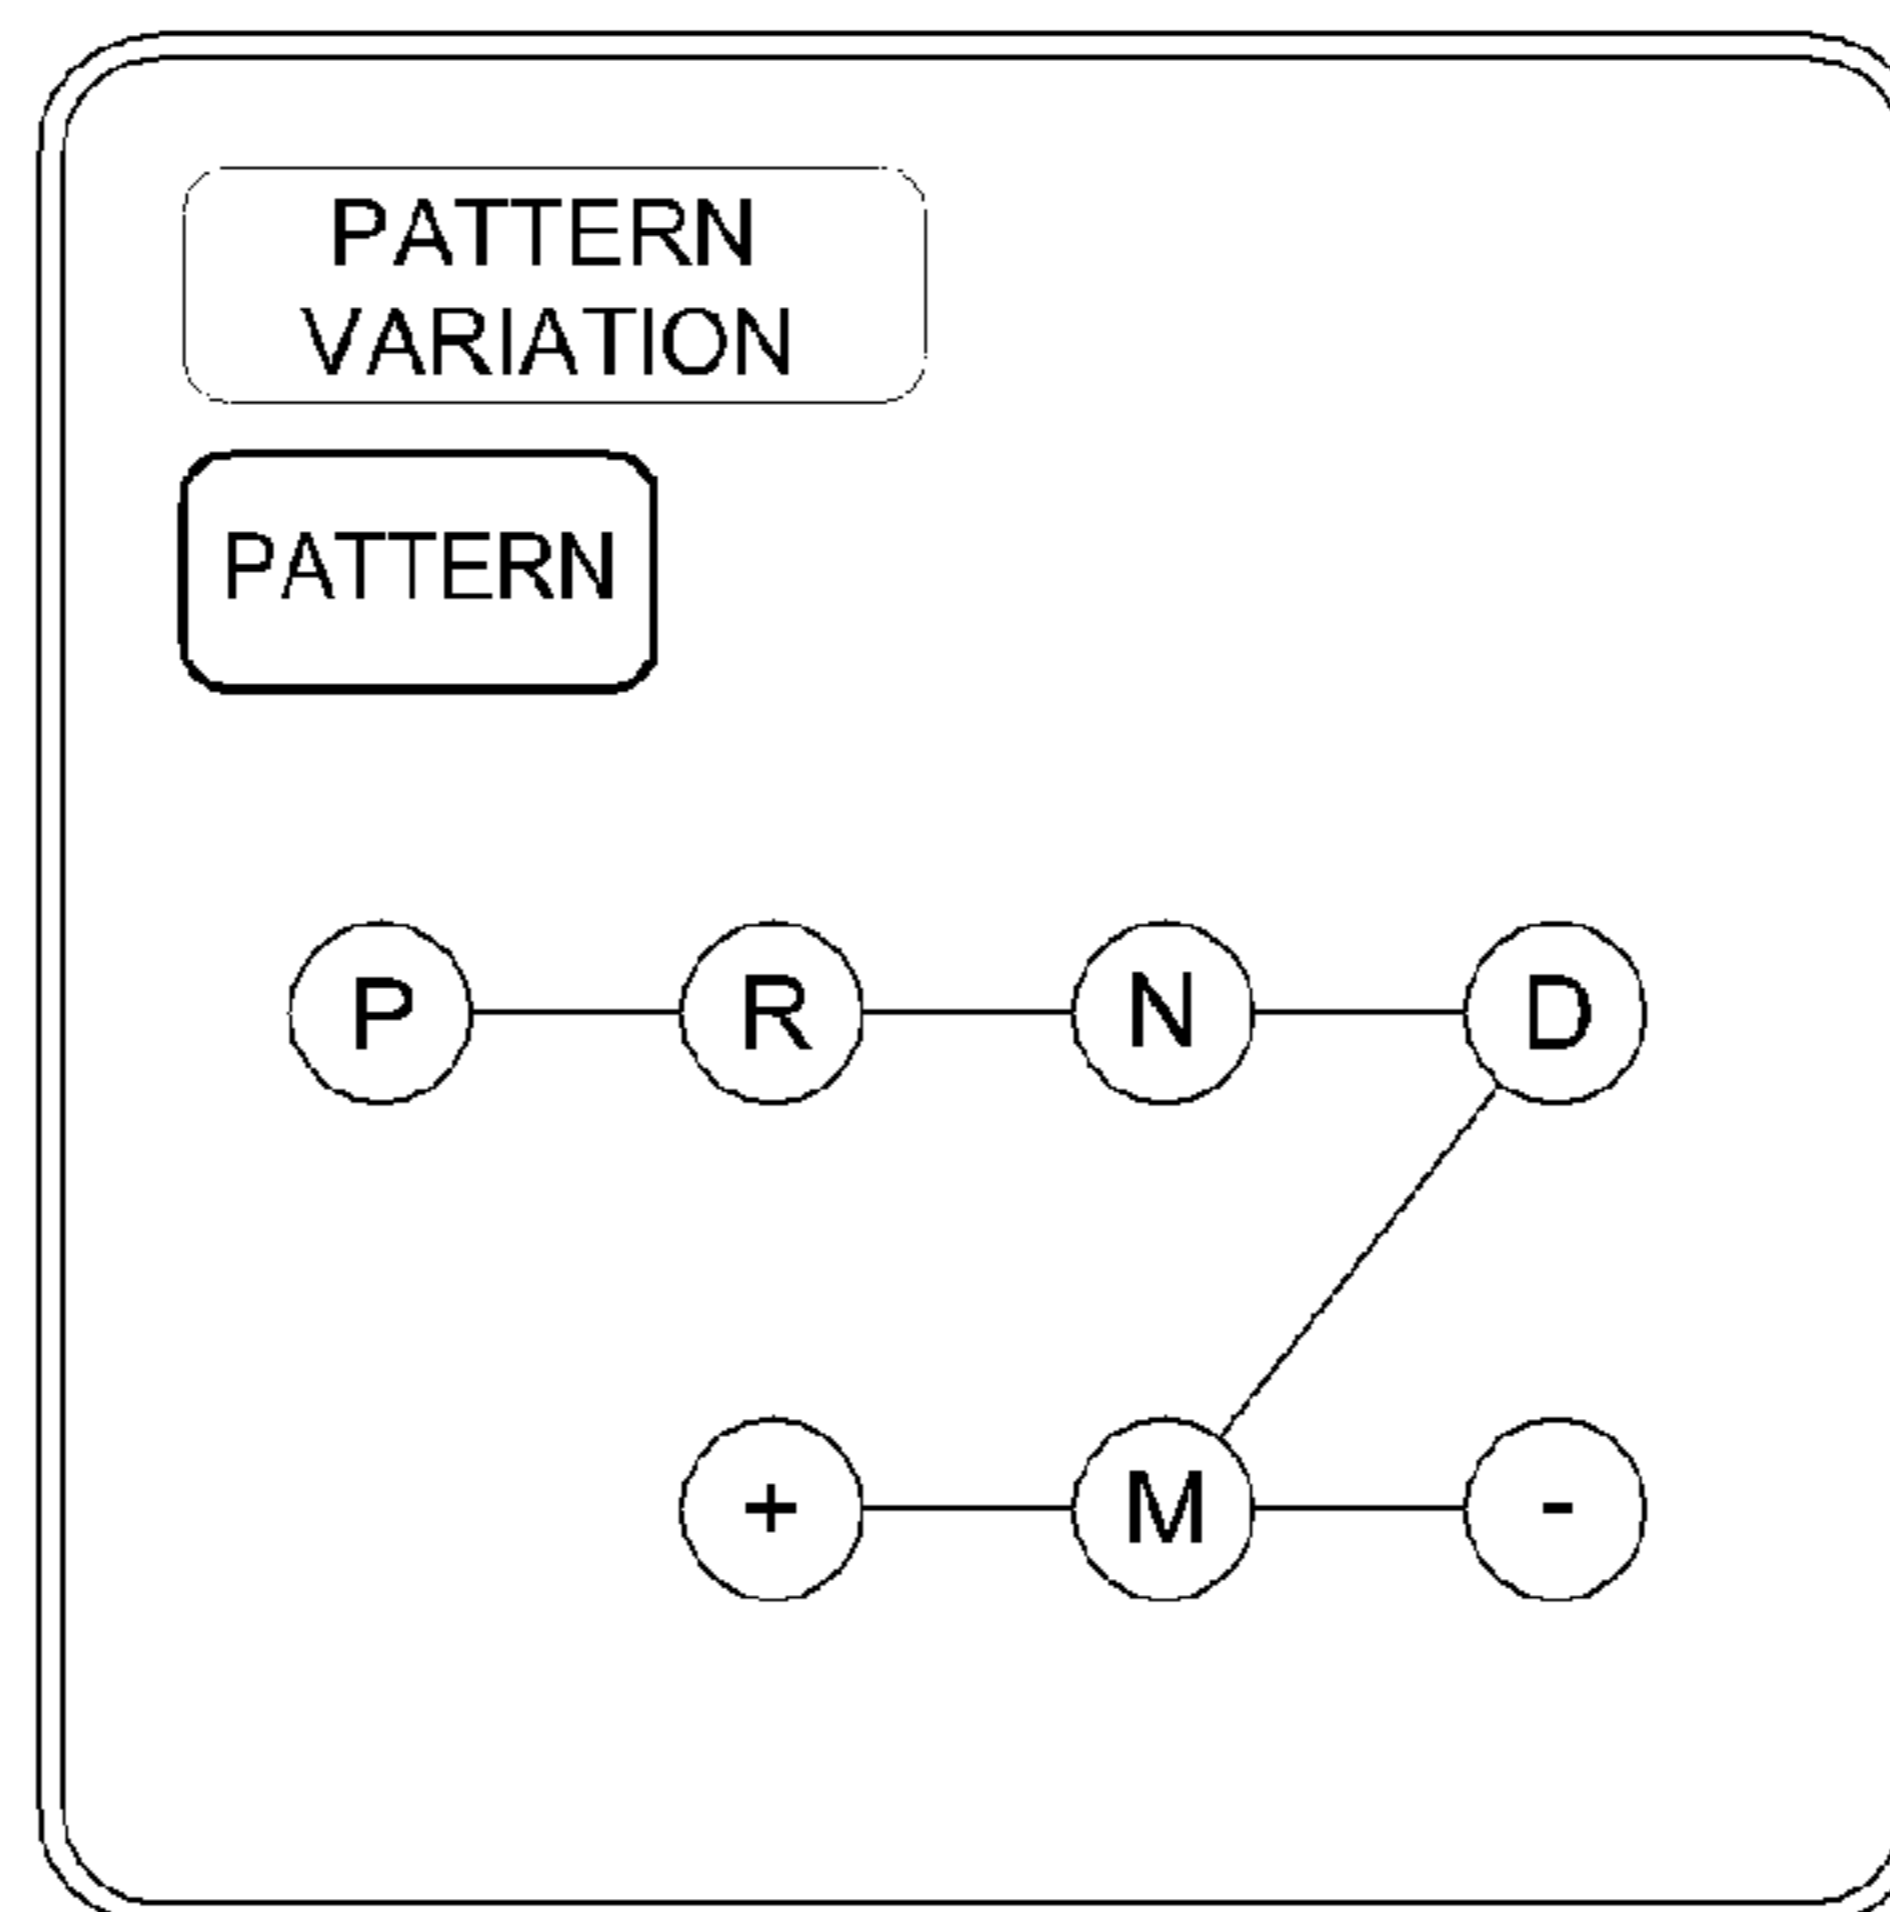 PATTERN
VARIATION
PATTERN
P R N D
+ M -